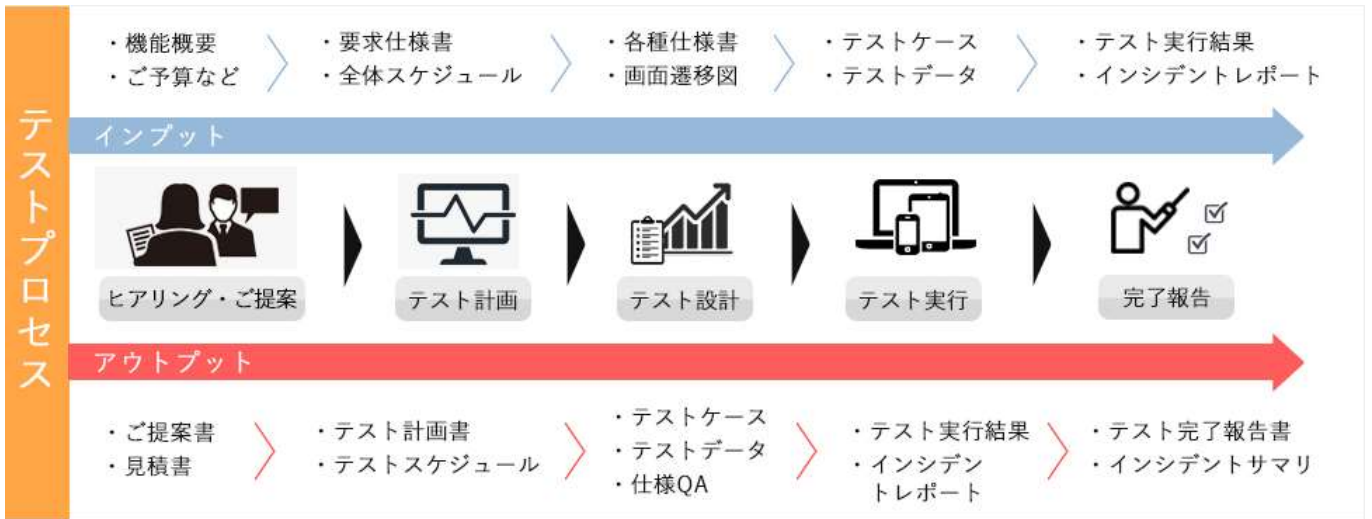 テストプロセス
・機能概要
・ご予算など
・要求仕様書
・全体スケジュール
・各種仕様書
・画面遷移図
・テストケース
・テストデータ
・テスト実行結果
・インシデントレポート
インプット
ヒアリング・ご提案
テスト計画
テスト設計
テスト実行
完了報告
アウトプット
・ご提案書
・見積書
・テスト計画書
・テストスケジュール
・テストケース
・テストデータ
・仕様QA
・テスト実行結果
・インシデン
トレポート
・テスト完了報告書
・インシデントサマリ